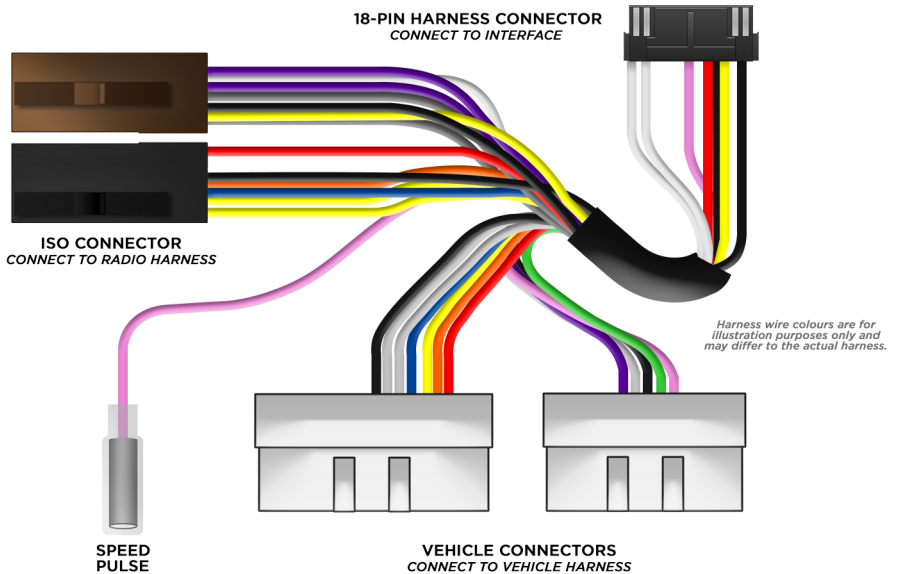 18-PIN HARNESS CONNECTOR
CONNECT TO INTERFACE
ISO CONNECTOR
CONNECT TO RADIO HARNESS
Harness wire colours are for
illustration purposes only and
may differ to the actual harness.
SPEED
PULSE
VEHICLE CONNECTORS
CONNECT TO VEHICLE HARNESS